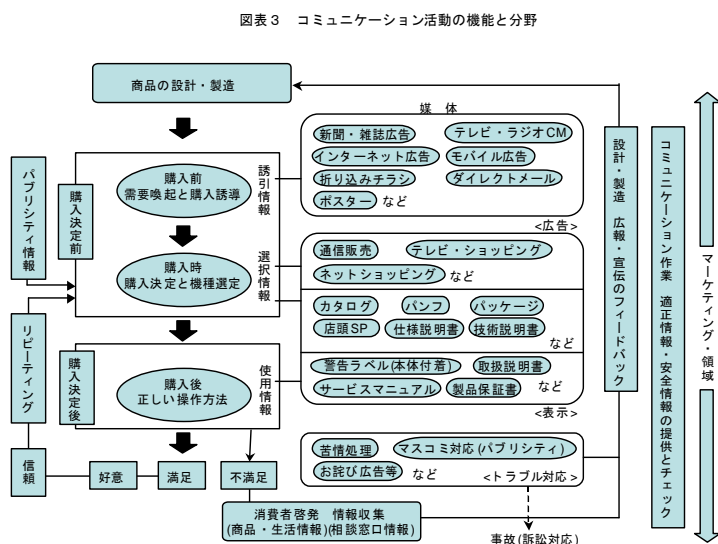 図表３　コミュニケーション活動の機能と分野
商品の設計・製造
媒　体
新聞・雑誌広告
テレビ・ラジオCM
インターネット広告
モバイル広告
折り込みチラシ
ダイレクトメール
ポスター
など
<広告>
パブリシティ情報
購入決定前
購入前
需要喚起と購入誘導
誘引情報
購入時
購入決定と機種選定
選択情報
通信販売
テレビ・ショッピング
ネットショッピング
など
カタログ
パンフ
パッケージ
店頭SP
仕様説明書
技術説明書
など
リピーティング
購入決定後
購入後
正しい操作方法
使用情報
警告ラベル(本体付着)
取扱説明書
サービスマニュアル
製品保証書
など
<表示>
苦情処理
マスコミ対応(パブリシティ)
お詫び広告等
など
<トラブル対応>
信頼
好意
満足
不満足
消費者啓発　情報収集
(商品・生活情報)(相談窓口情報)
事故(訴訟対応)
設計・製造　広報・宣伝のフィードバック
コミュニケーション作業　適正情報・安全情報の提供とチェック
マーケティング・領域